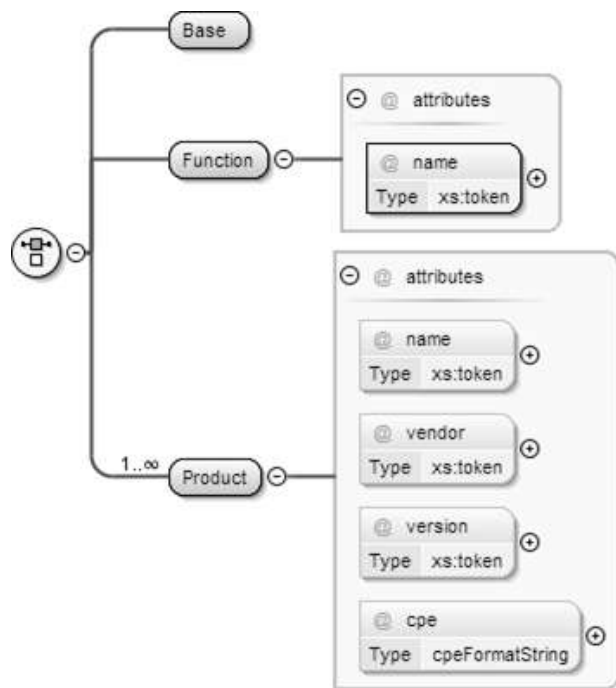 Base
Function
@ attributes
@ name
Type xs:token
1..∞
Product
@ attributes
@ name
Type xs:token
@ vendor
Type xs:token
@ version
Type xs:token
@ cpe
Type cpeFormatString